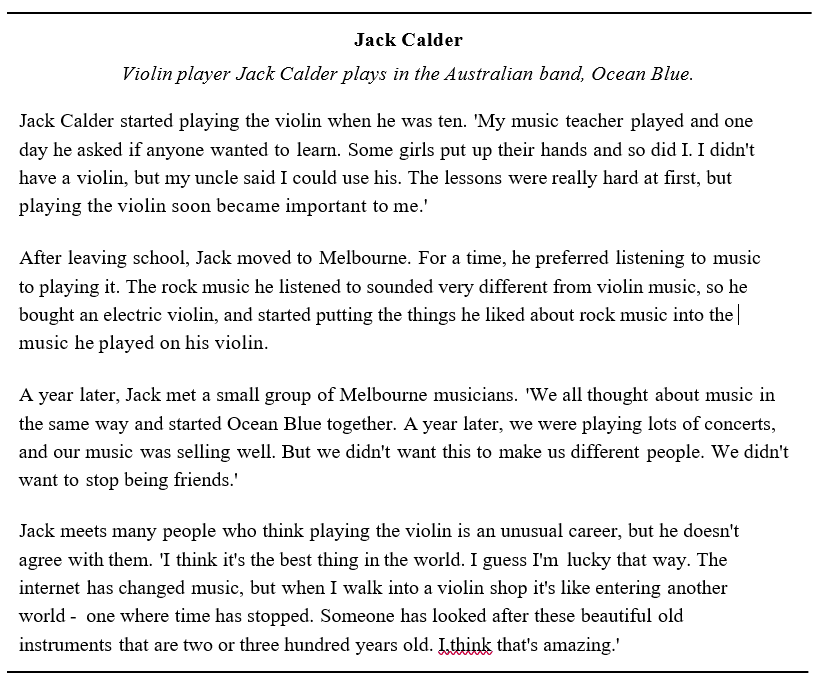 Jack Calder
Violin player Jack Calder plays in the Australian band, Ocean Blue.
Jack Calder started playing the violin when he was ten. 'My music teacher played and one
day he asked if anyone wanted to learn. Some girls put up their hands and so did I. I didn't
have a violin, but my uncle said I could use his. The lessons were really hard at first, but
playing the violin soon became important to me.'
After leaving school, Jack moved to Melbourne. For a time, he preferred listening to music
to playing it. The rock music he listened to sounded very different from violin music, so he
bought an electric violin, and started putting the things he liked about rock music into the
music he played on his violin.
A year later, Jack met a small group of Melbourne musicians. 'We all thought about music in
the same way and started Ocean Blue together. A year later, we were playing lots of concerts,
and our music was selling well. But we didn't want this to make us different people. We didn't
want to stop being friends.'
Jack meets many people who think playing the violin is an unusual career, but he doesn't
agree with them. 'I think it's the best thing in the world. I guess I'm lucky that way. The
internet has changed music, but when I walk into a violin shop it's like entering another
world - one where time has stopped. Someone has looked after these beautiful old
instruments that are two or three hundred years old. I,think that's amazing.'